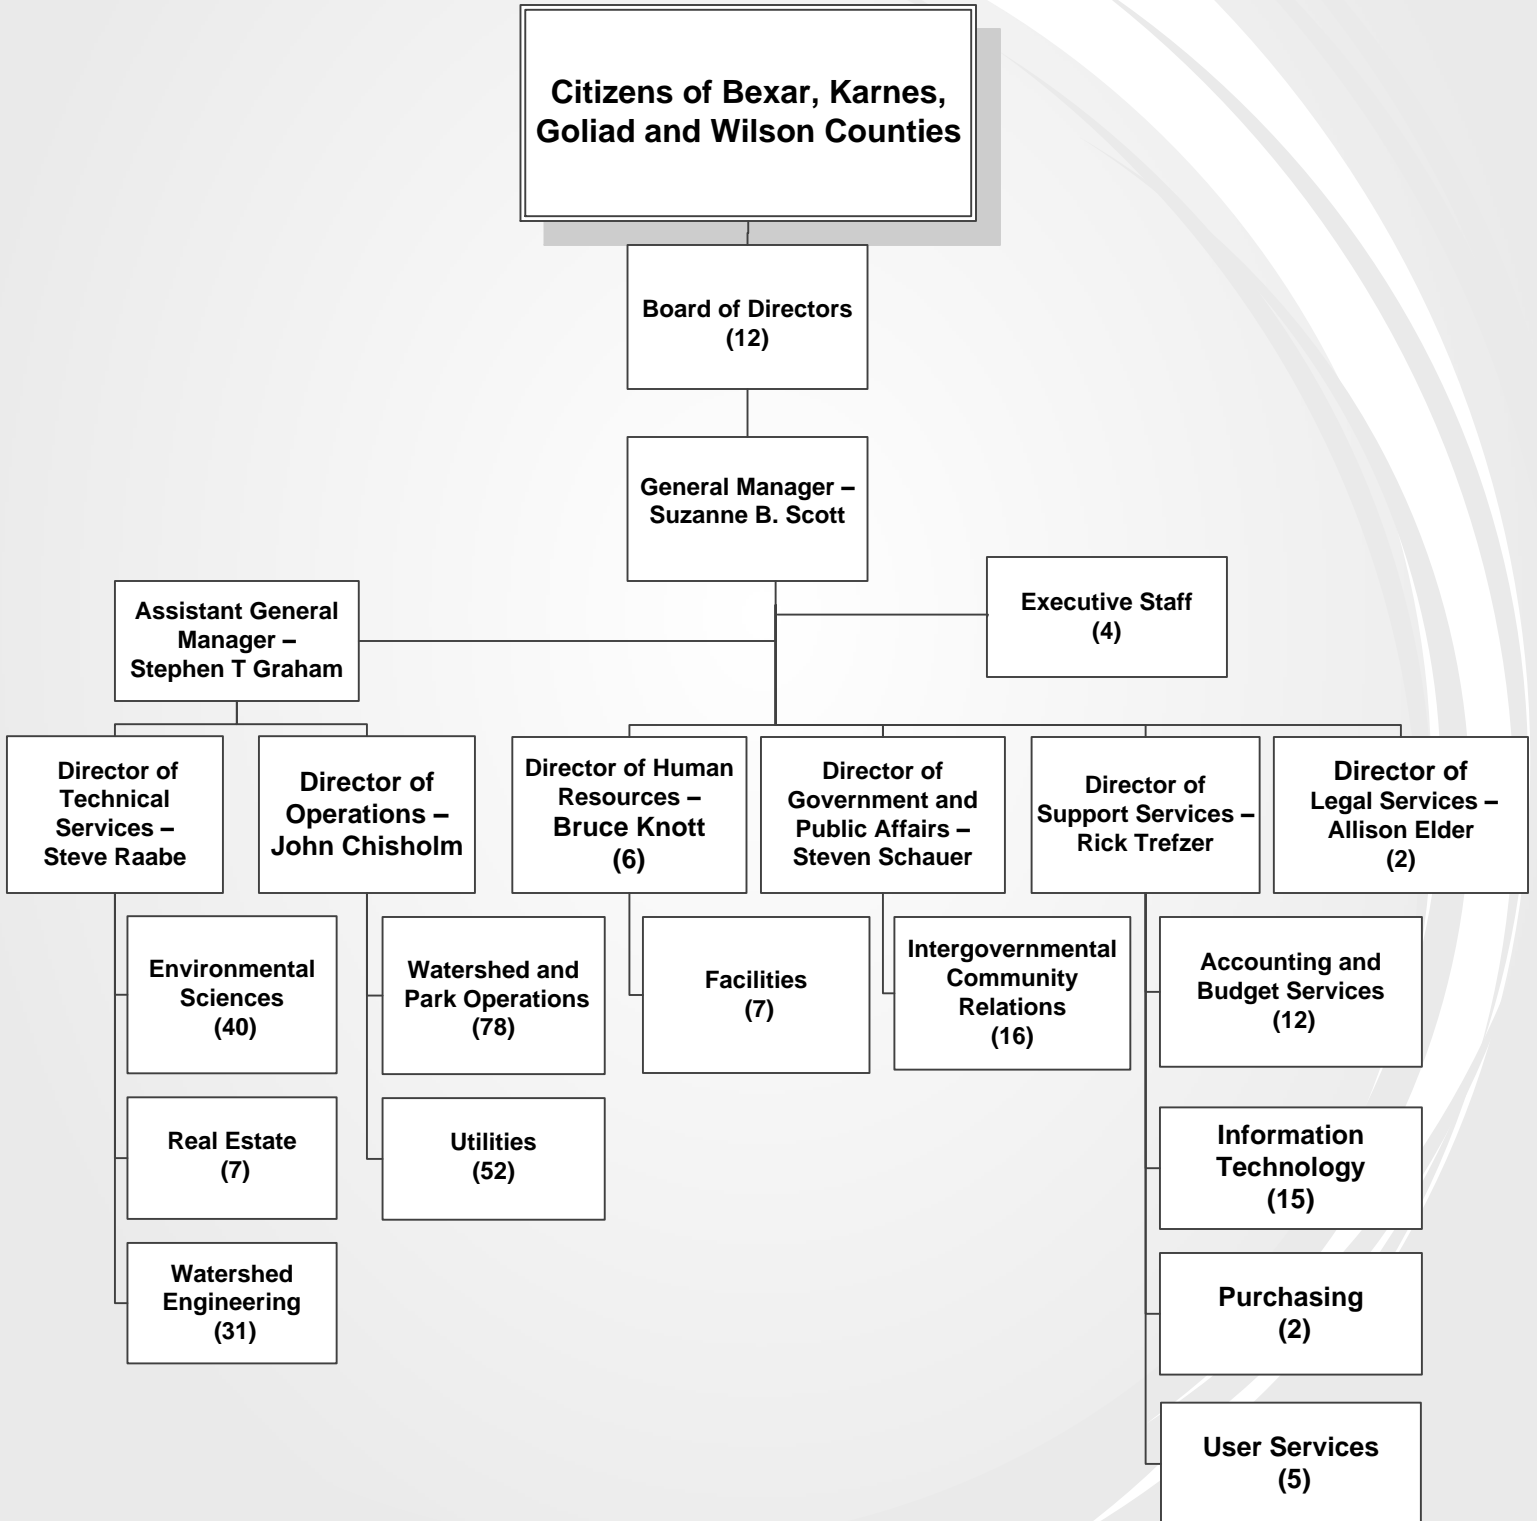 Citizens of Bexar, Karnes,
Goliad and Wilson Counties
Board of Directors
(12)
General Manager –
Suzanne B. Scott
Executive Staff
(4)
Assistant General
Manager –
Stephen T Graham
Director of
Technical
Services –
Steve Raabe
Director of
Operations –
John Chisholm
Director of Human
Resources –
Bruce Knott
(6)
Director of
Government and
Public Affairs –
Steven Schauer
Director of
Support Services –
Rick Trefzer
Director of
Legal Services –
Allison Elder
(2)
Environmental
Sciences
(40)
Watershed and
Park Operations
(78)
Facilities
(7)
Intergovernmental
Community
Relations
(16)
Accounting and
Budget Services
(12)
Real Estate
(7)
Utilities
(52)
Information
Technology
(15)
Watershed
Engineering
(31)
Purchasing
(2)
User Services
(5)